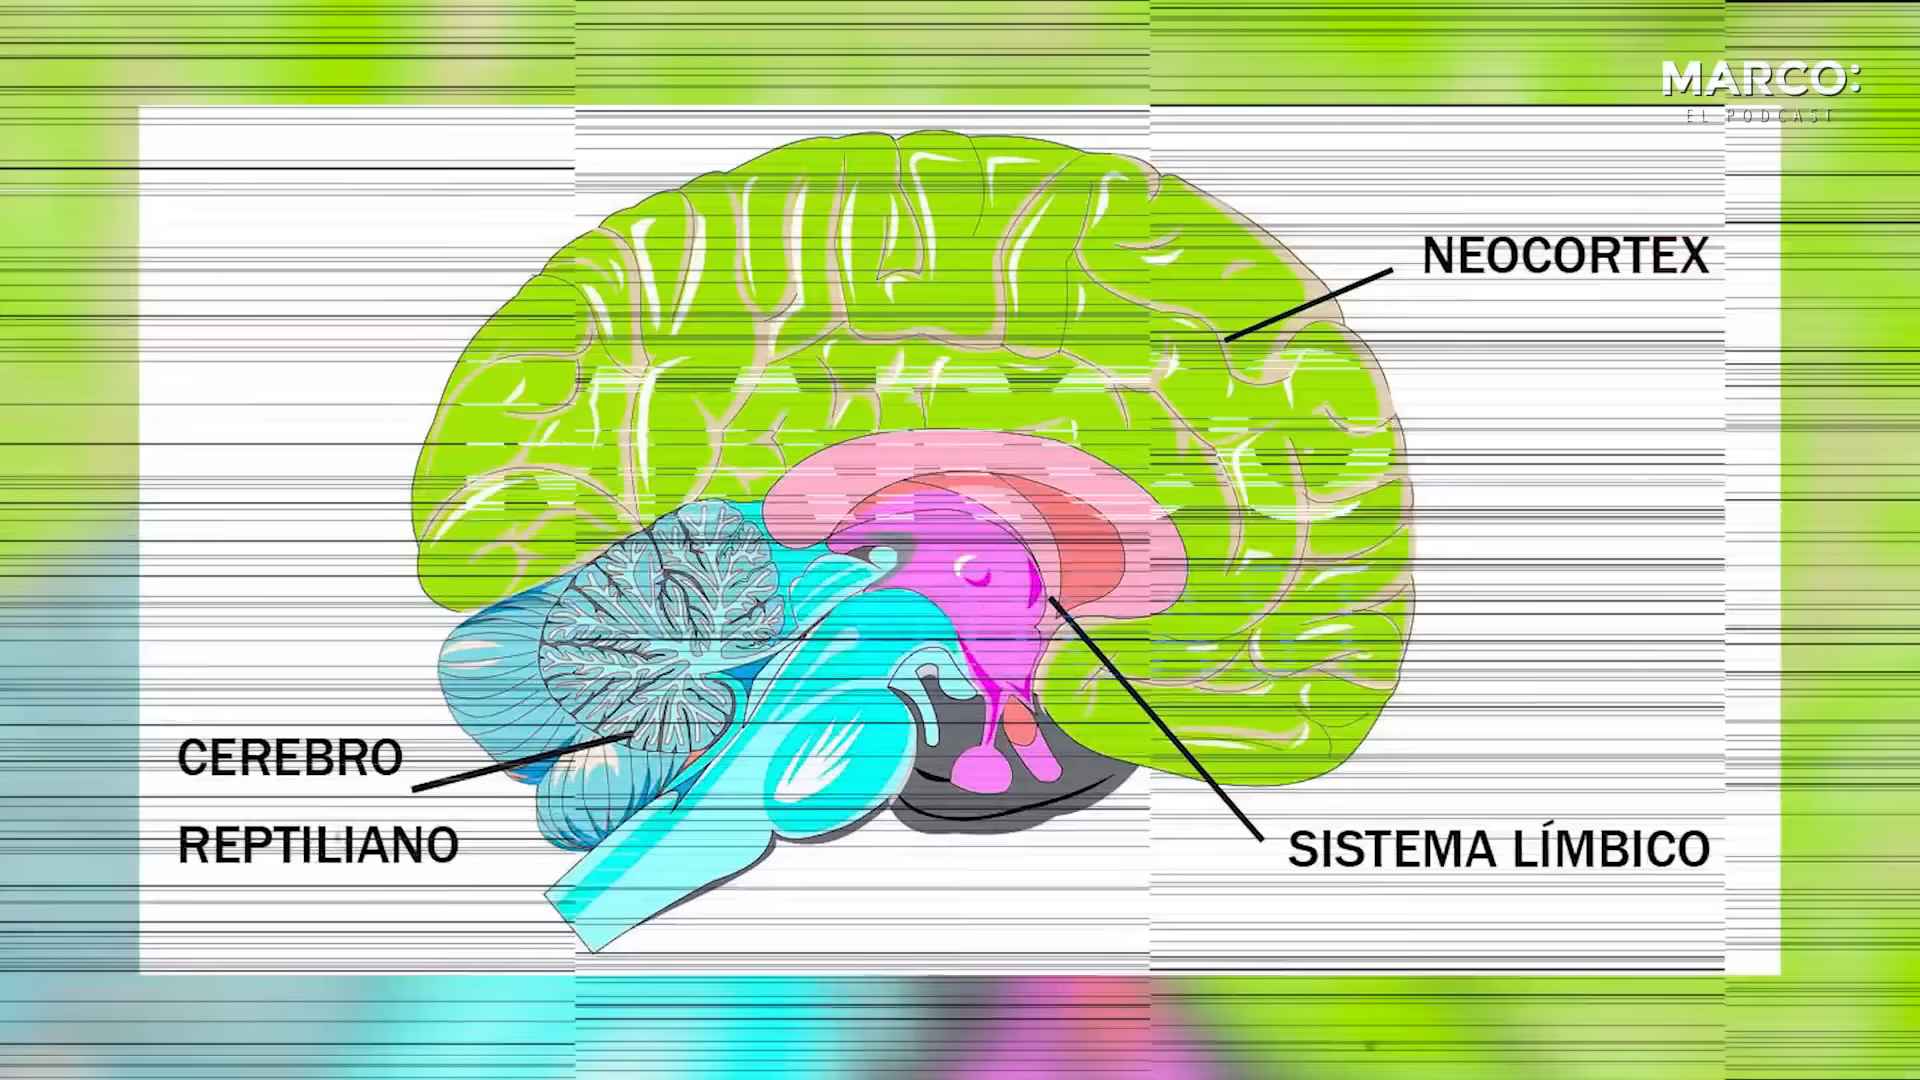 MARCO:
EL PODCAST
NEOCORTEX
CEREBRO
REPTILIANO
SISTEMA LÍMBICO